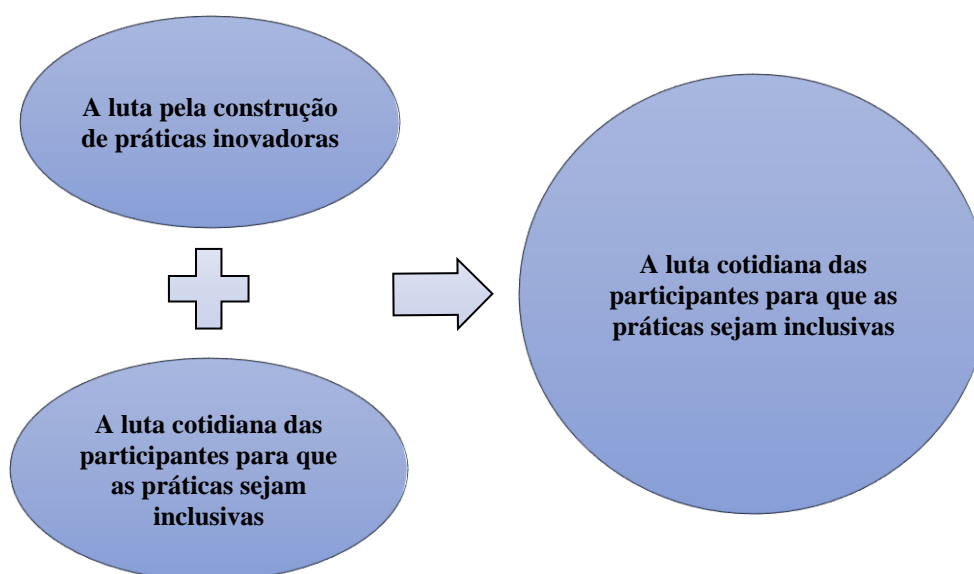 A luta pela construção
de práticas inovadoras
A luta cotidiana das
participantes para que
as práticas sejam
inclusivas
A luta cotidiana das
participantes para que as
práticas sejam inclusivas